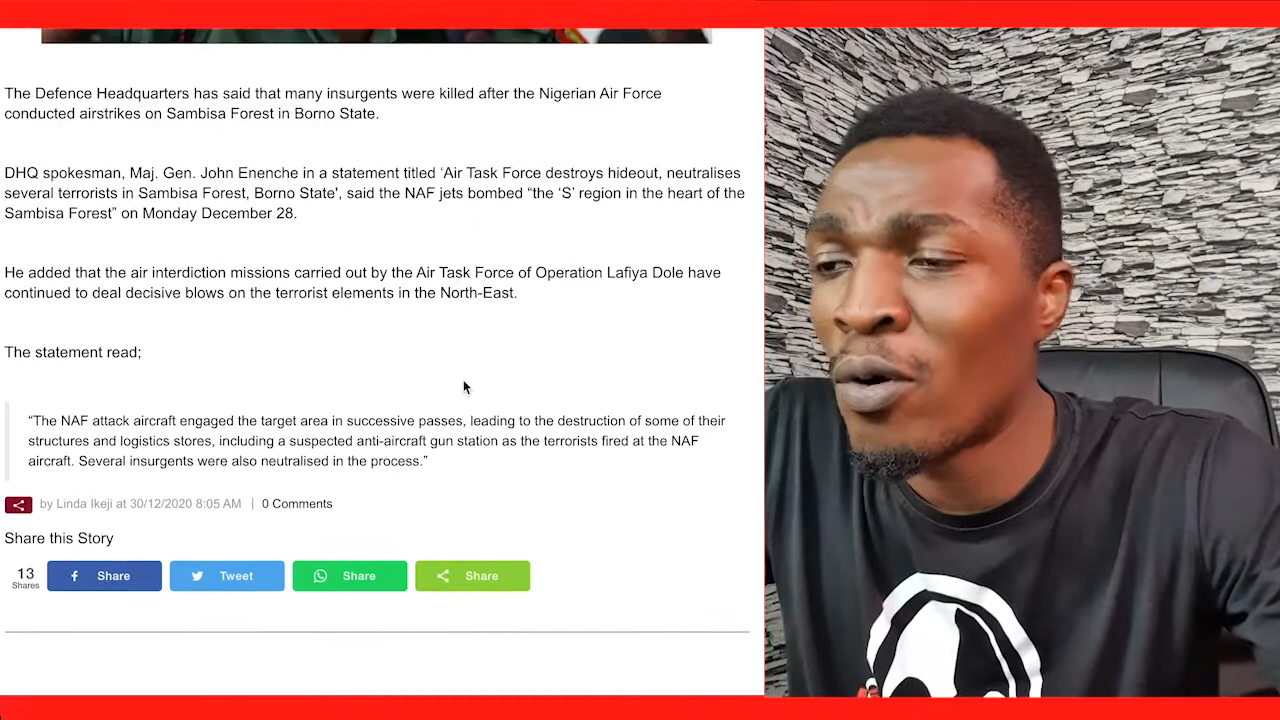 The Defence Headquarters has said that many insurgents were killed after the Nigerian Air Force
conducted airstrikes on Sambisa Forest in Borno State.
DHQ spokesman, Maj. Gen. John Enenche in a statement titled ‘Air Task Force destroys hideout, neutralises
several terrorists in Sambisa Forest, Borno State', said the NAF jets bombed “the ‘S’ region in the heart of the
Sambisa Forest” on Monday December 28.
He added that the air interdiction missions carried out by the Air Task Force of Operation Lafiya Dole have
continued to deal decisive blows on the terrorist elements in the North-East.
The statement read;
“The NAF attack aircraft engaged the target area in successive passes, leading to the destruction of some of their
structures and logistics stores, including a suspected anti-aircraft gun station as the terrorists fired at the NAF
aircraft. Several insurgents were also neutralised in the process.”
by Linda Ikeji at 30/12/2020 8:05 AM | 0 Comments
Share this Story
13 Shares
Share
Tweet
Share
Share